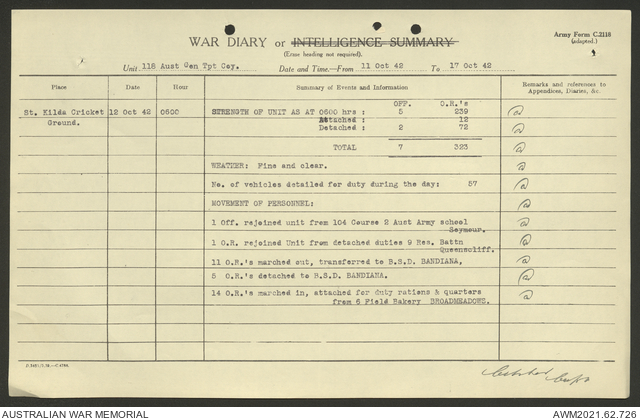 Army Form C.2118
(adapted.)
WAR DIARY or INTELLIGENCE SUMMARY
(Erase heading not required).
Unit 118 Aust Gen Tpt Coy. Date and Time.—From 11 Oct 42 To 17 Oct 42
Place Date Hour Summary of Events and Information Remarks and references to Appendices, Diaries, &c.
OFF. O.R's
St. Kilda Cricket 12 Oct 42 0600 STRENGTH OF UNIT AS AT 0600 hrs : 5 239
Ground. Attached : 12
Detached : 2 72
TOTAL 7 323
WEATHER: Fine and clear.
No. of vehicles detailed for duty during the day: 57
MOVEMENT OF PERSONNEL:
1 Off. rejoined unit from 104 Course 2 Aust Army school
Seymour.
1 O.R. rejoined Unit from detached duties 9 Res. Battn
Queenscliff.
11 O.R.'s marched out, transferred to B.S.D. BANDIANA.
5 O.R.'s detached to B.S.D. BANDIANA.
14 O.R.'s marched in, attached for duty rations & quarters
from 6 Field Bakery BROADMEADOWS.
AUSTRALIAN WAR MEMORIAL AWM2021.62.726